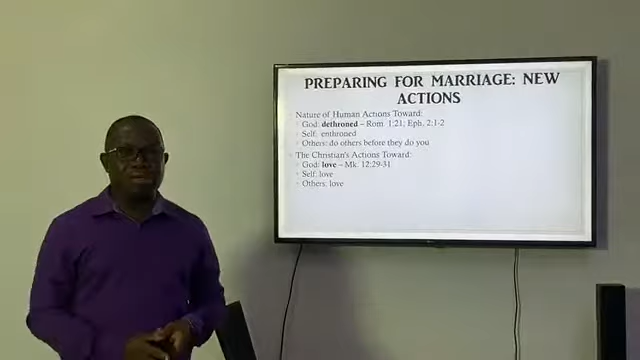 PREPARING FOR MARRIAGE: NEW
ACTIONS
Nature of Human Actions Toward:
God: dethroned – Rom. 1:21; Eph. 2:1-2
Self: enthroned
Others: do others before they do you
The Christian's Actions Toward:
God: love – Mk. 12:29-31
Self: love
Others: love